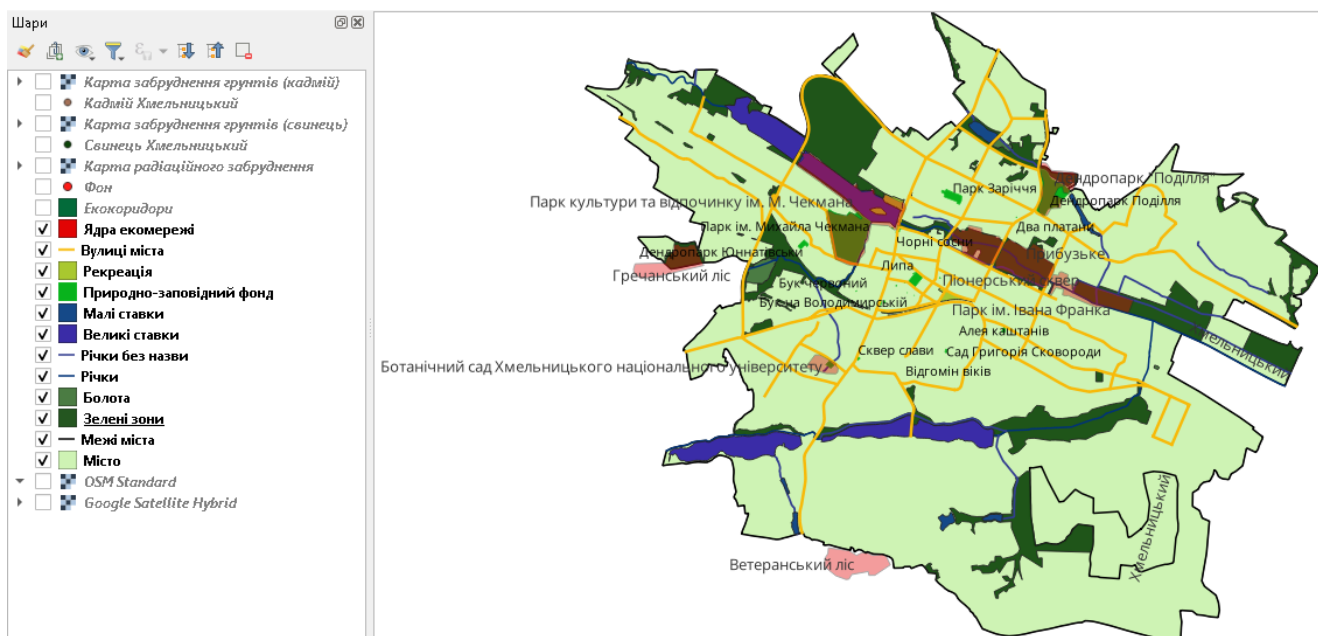 Шари
Карта забруднення грунтів (кадмій)
Кадмій Хмельницький
Карта забруднення грунтів (свинець)
Свинець Хмельницький
Карта радіаційного забруднення
Фон
Екокоридори
Ядра екомережі
Вулиці міста
Рекреація
Природно-заповідний фонд
Малі ставки
Великі ставки
Річки без назви
Річки
Болота
Зелені зони
Межі міста
Місто
OSM Standard
Google Satellite Hybrid
Дендропарк "Поділля"
Парк Заріччя
Дендропарк Поділля
Парк культури та відпочинку ім. М. Чекмана
Парк ім. Михайла Чекмана
Два платани
Чорні сосни
Дендропарк Юннатівськи
Прибузьке
Липа
Гречанський ліс
Бук Червоний
Піонерський сквер
Бук на Володимирській
Парк ім. Івана Франка
Алея каштанів
Хмельницький
Сквер слави
Сад Григорія Сковороди
Ботанічний сад Хмельницького національного університету
Відгомін віків
Хмельницький
Ветеранський ліс